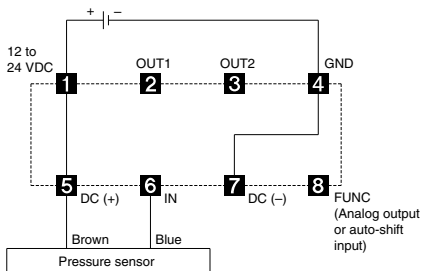 + –
12 to
24 VDC
OUT1
OUT2
GND
1
2
3
4
5
DC (+)
6
IN
7
DC (–)
8
FUNC
(Analog output
or auto-shift
input)
Brown
Blue
Pressure sensor